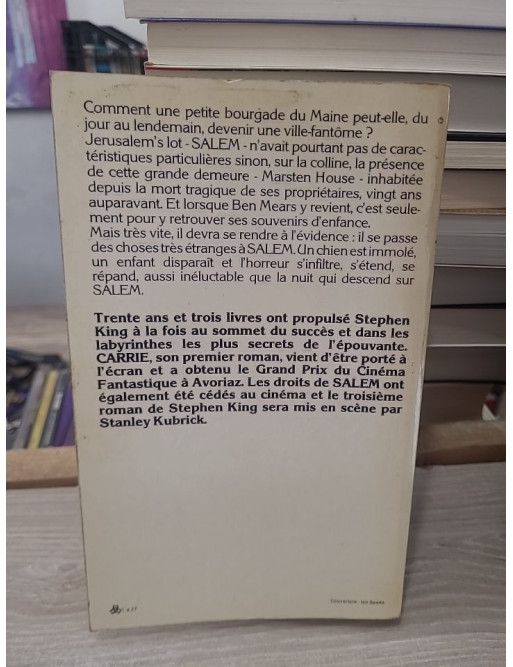 Comment une petite bourgade du Maine peut-elle, du
jour au lendemain, devenir une ville-fantôme ?
Jerusalem's lot - SALEM - n'avait pourtant pas de carac-
téristiques particulières sinon, sur la colline, la présence
de cette grande demeure - Marsten House - inhabitée
depuis la mort tragique de ses propriétaires, vingt ans
auparavant. Et lorsque Ben Mears y revient, c'est seule-
ment pour y retrouver ses souvenirs d'enfance.
Mais très vite, il devra se rendre à l'évidence : il se passe
des choses très étranges à SALEM. Un chien est immolé,
un enfant disparaît et l'horreur s'infiltre, s'étend, se
répand, aussi inéluctable que la nuit qui descend sur
SALEM.
Trente ans et trois livres ont propulsé Stephen
King à la fois au sommet du succès et dans les
labyrinthes les plus secrets de l'épouvante.
CARRIE, son premier roman, vient d'être porté à
l'écran et a obtenu le Grand Prix du Cinéma
Fantastique à Avoriaz. Les droits de SALEM ont
également été cédés au cinéma et le troisième
roman de Stephen King sera mis en scène par
Stanley Kubrick.